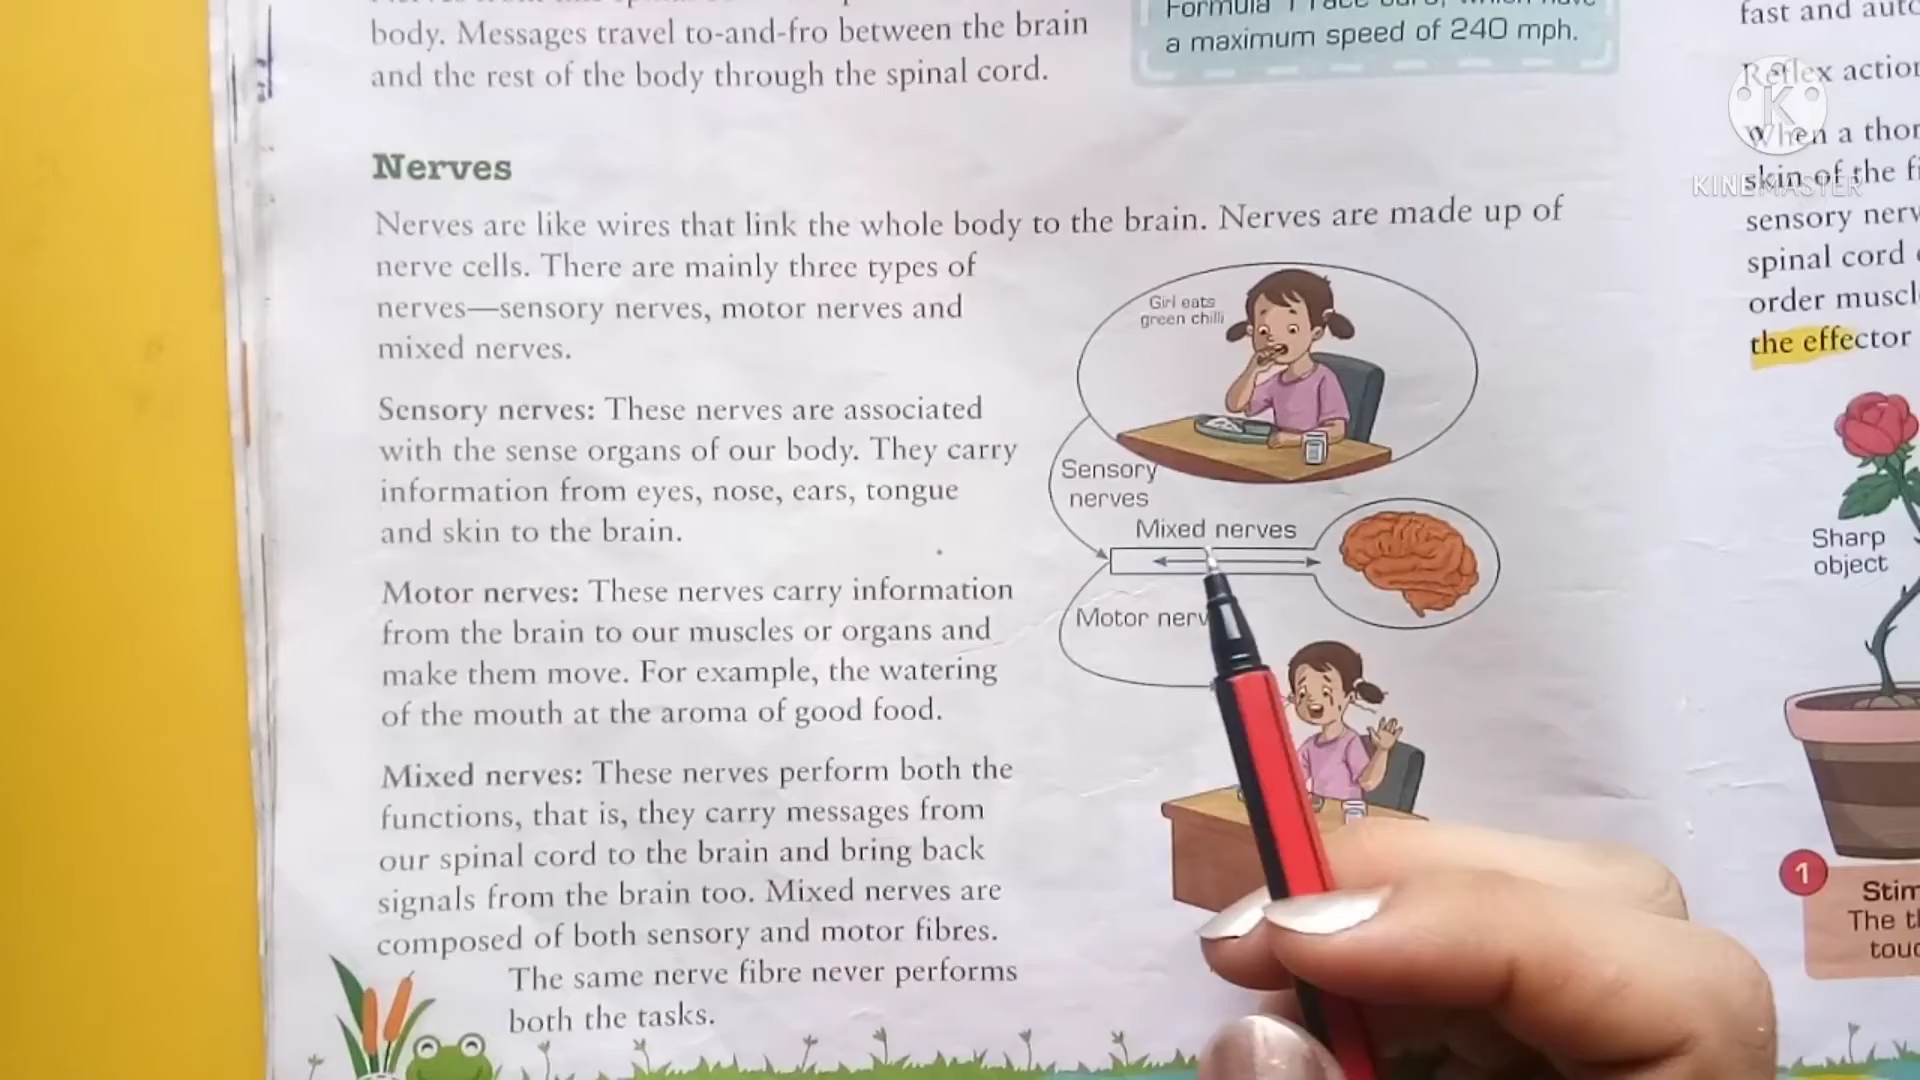 body. Messages travel to-and-fro between the brain
and the rest of the body through the spinal cord.
Formula 1 race cars, which have
a maximum speed of 240 mph.
Nerves
Nerves are like wires that link the whole body to the brain. Nerves are made up of
nerve cells. There are mainly three types of
nerves—sensory nerves, motor nerves and
mixed nerves.
Sensory nerves: These nerves are associated
with the sense organs of our body. They carry
information from eyes, nose, ears, tongue
and skin to the brain.
Motor nerves: These nerves carry information
from the brain to our muscles or organs and
make them move. For example, the watering
of the mouth at the aroma of good food.
Mixed nerves: These nerves perform both the
functions, that is, they carry messages from
our spinal cord to the brain and bring back
signals from the brain too. Mixed nerves are
composed of both sensory and motor fibres.
The same nerve fibre never performs
both the tasks.
Girl eats
green chilli
Sensory
nerves
Mixed nerves
Motor nerv
fast and
Reflex action
When a
skin of the
sensory
spinal cord
order
the effector
Sharp
object
1
The
K
KINEMASTER